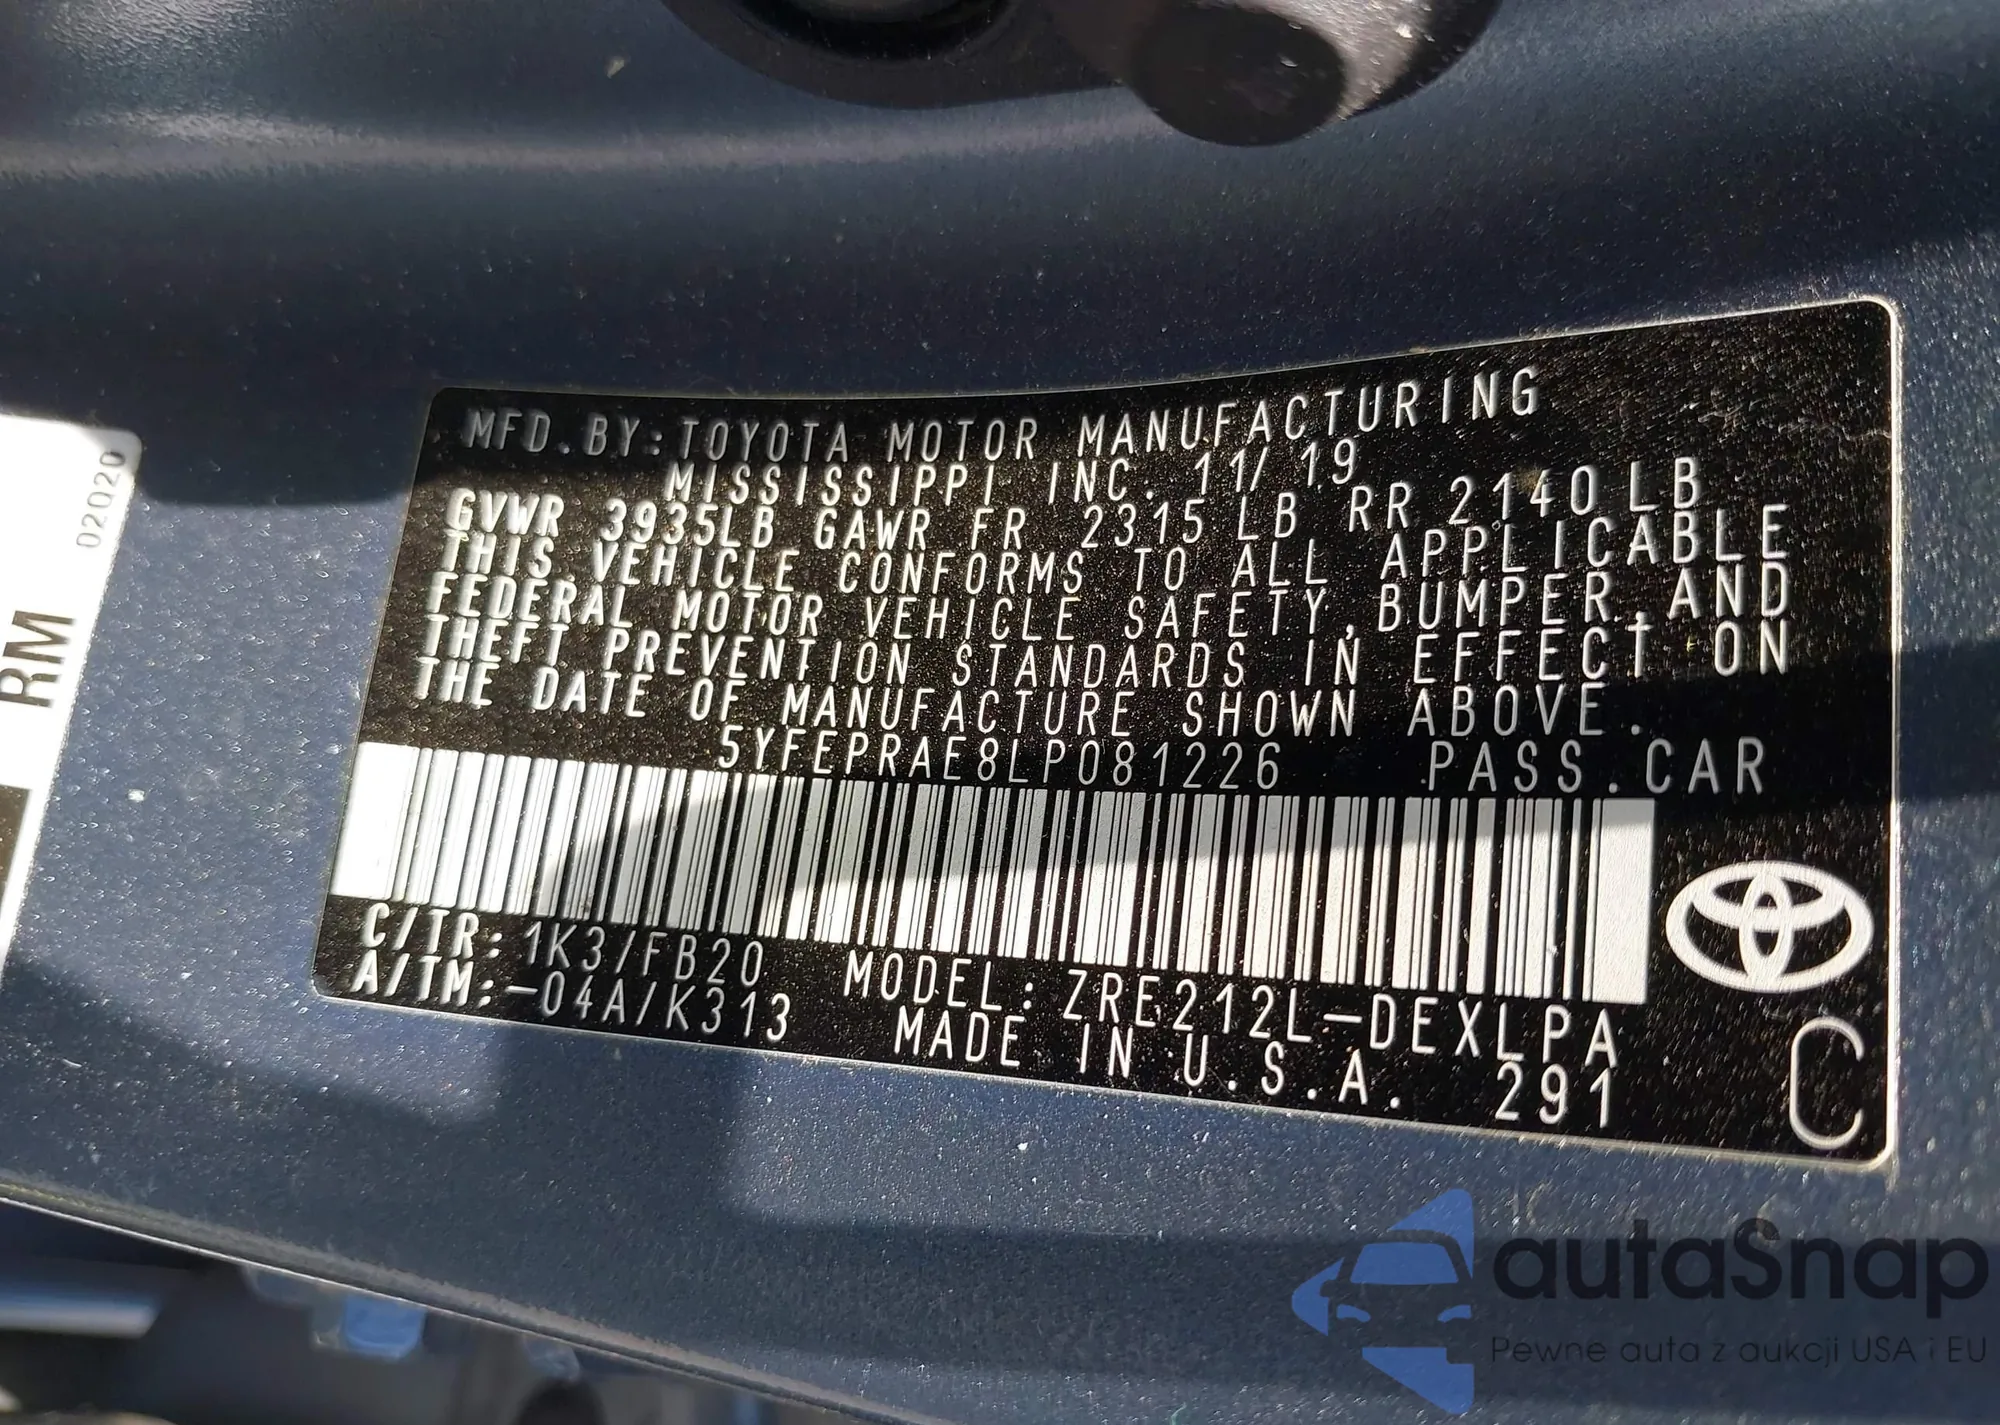 MFD.BY:TOYOTA MOTOR MANUFACTURING
MISSISSIPPI INC. 11/19
GVWR 3935LB GAWR FR 2315LB RR 2140LB
THIS VEHICLE CONFORMS TO ALL APPLICABLE
FEDERAL MOTOR VEHICLE SAFETY,BUMPER,AND
THEFT PREVENTION STANDARDS IN EFFECT ON
THE DATE OF MANUFACTURE SHOWN ABOVE.
5YFEPRAE8LP081226 PASS.CAR
C/TR:1K3/FB20 MODEL:ZRE212L-DEXLPA
A/TM:-04A/K313 MADE IN U.S.A. 291
C
RM 02Q20
autaSnap
Pewne auta z aukcji USA i EU